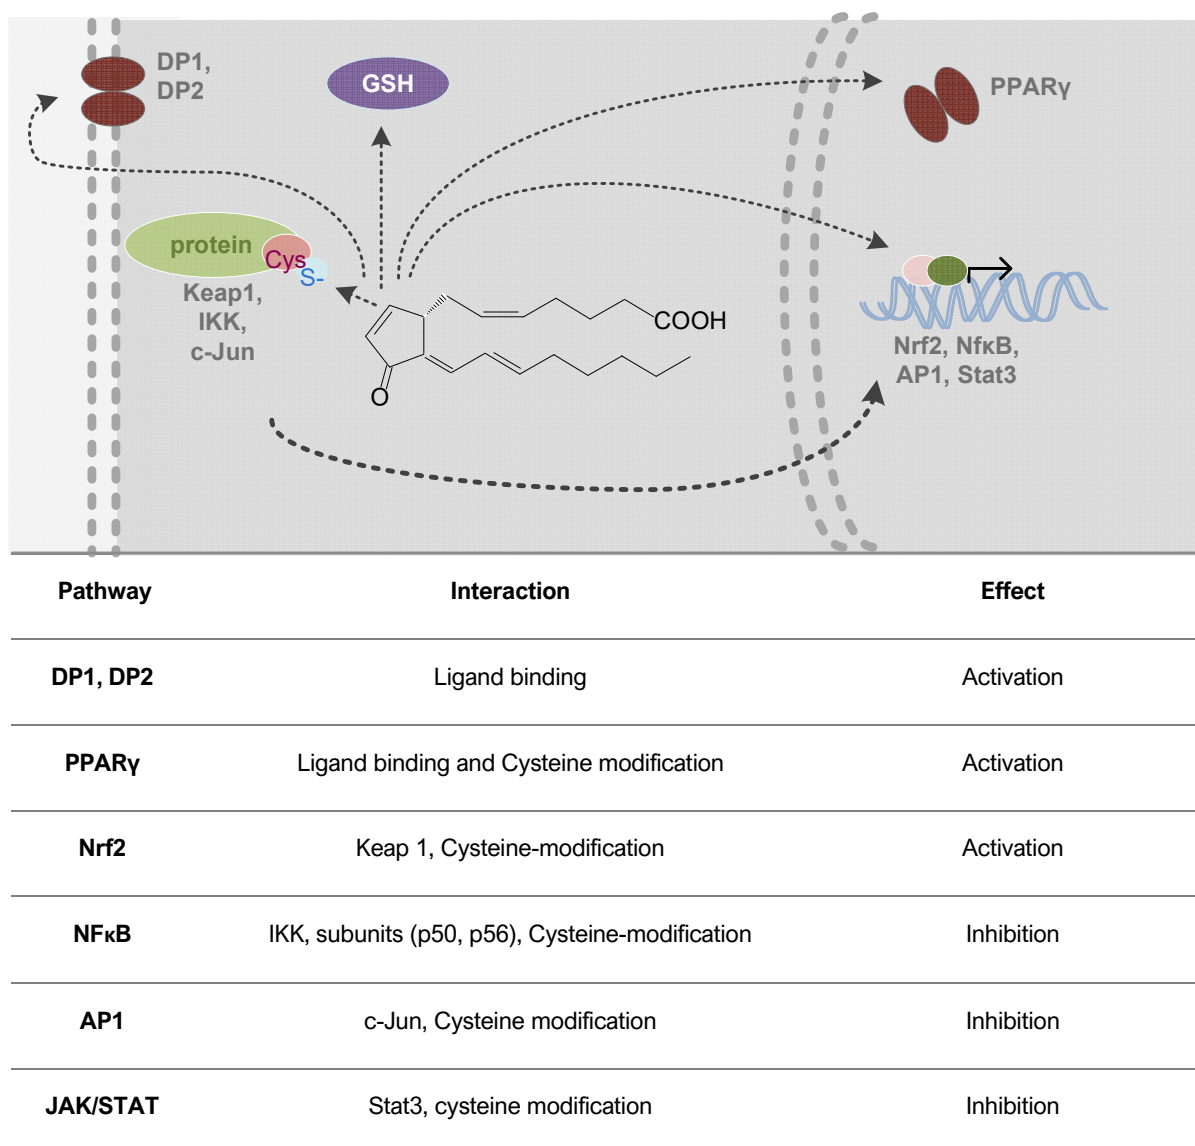 DP1,
DP2
GSH
PPARγ
protein
Cys
S-
Keap1,
IKK,
c-Jun
COOH
O
Nrf2, NfκB,
AP1, Stat3
Pathway Interaction Effect
DP1, DP2 Ligand binding Activation
PPARγ Ligand binding and Cysteine modification Activation
Nrf2 Keap 1, Cysteine-modification Activation
NFκB IKK, subunits (p50, p56), Cysteine-modification Inhibition
AP1 c-Jun, Cysteine modification Inhibition
JAK/STAT Stat3, cysteine modification Inhibition